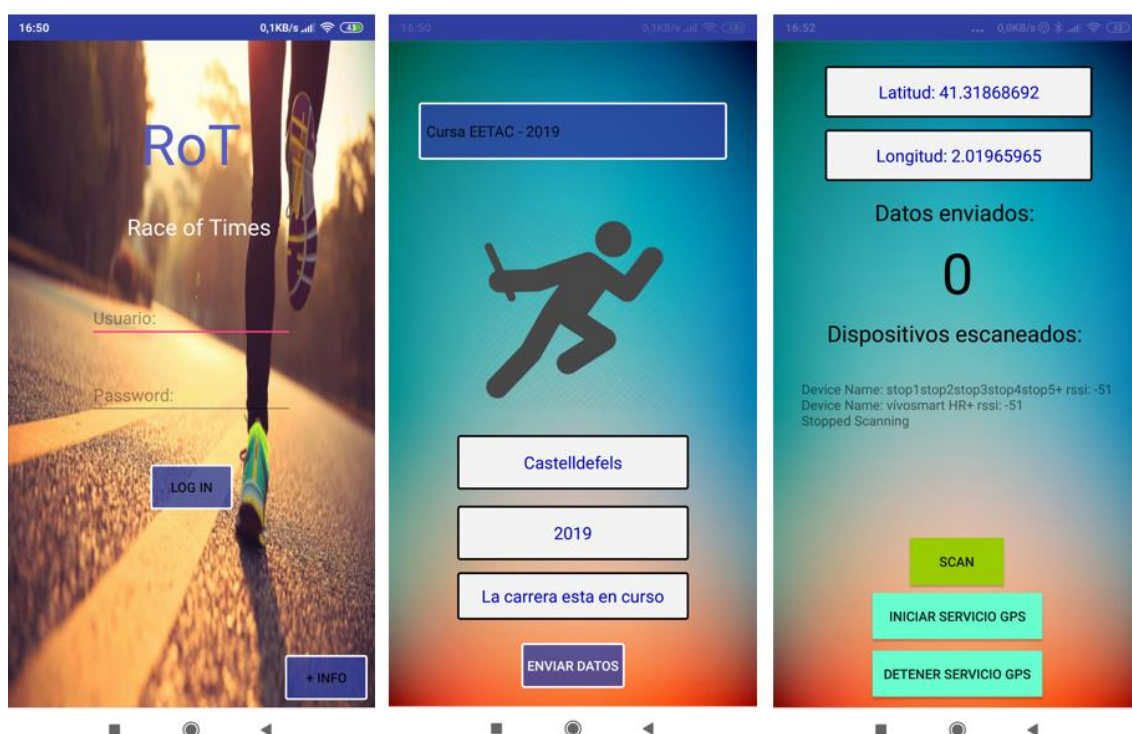 16:50 0,1KB/s 43
RoT
Race of Times
Usuario:
Password:
LOG IN
+ INFO
16:50 0,1KB/s
Cursa EETAC - 2019
Castelldefels
2019
La carrera esta en curso
ENVIAR DATOS
16:52 ... 0,0KB/s
Latitud: 41.31868692
Longitud: 2.01965965
Datos enviados:
0
Dispositivos escaneados:
Device Name: stop1stop2stop3stop4stop5+ rssi: -51
Device Name: vívosmart HR+ rssi: -51
Stopped Scanning
SCAN
INICIAR SERVICIO GPS
DETENER SERVICIO GPS